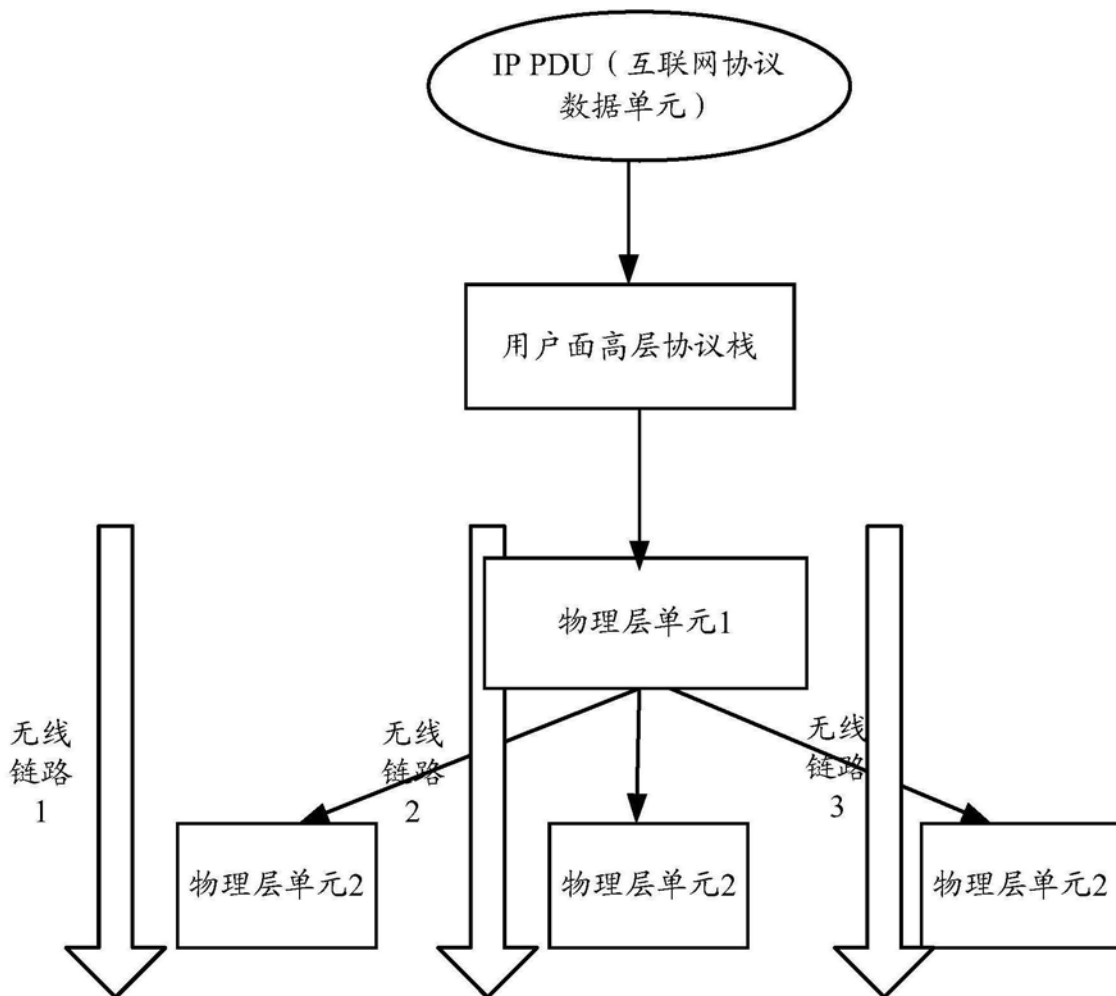 IP PDU（互联网协议
数据单元）
用户面高层协议栈
物理层单元1
无线
链路
1
无线
链路
2
无线
链路
3
物理层单元2
物理层单元2
物理层单元2